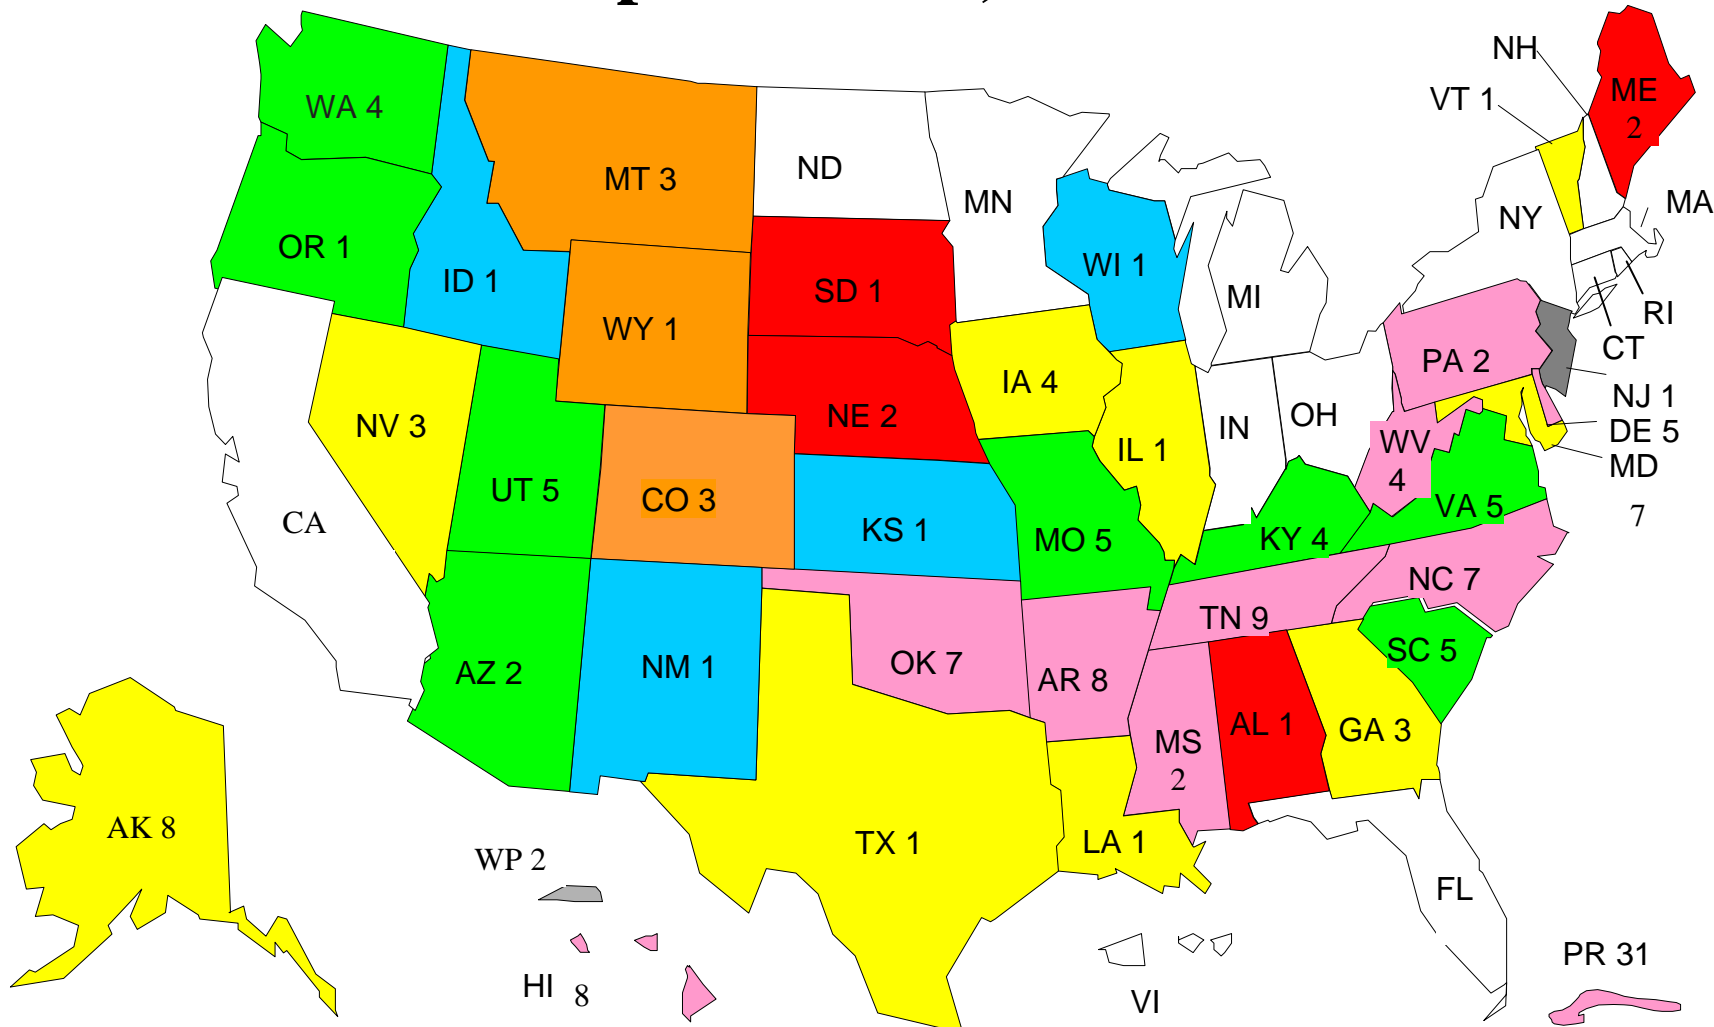 NH
ME
2
VT 1
WA 4
MT 3
ND
MN
NY
MA
OR 1
ID 1
SD 1
WI 1
MI
RI
WY 1
CT
PA 2
NJ 1
IA 4
NV 3
NE 2
OH
IN
DE 5
WV
4
IL 1
MD
7
UT 5
CO 3
VA 5
CA
KS 1
MO 5
KY 4
NC 7
TN 9
SC 5
AZ 2
NM 1
OK 7
AR 8
AL 1
GA 3
MS
2
AK 8
TX 1
LA 1
WP 2
FL
HI 8
VI
PR 31